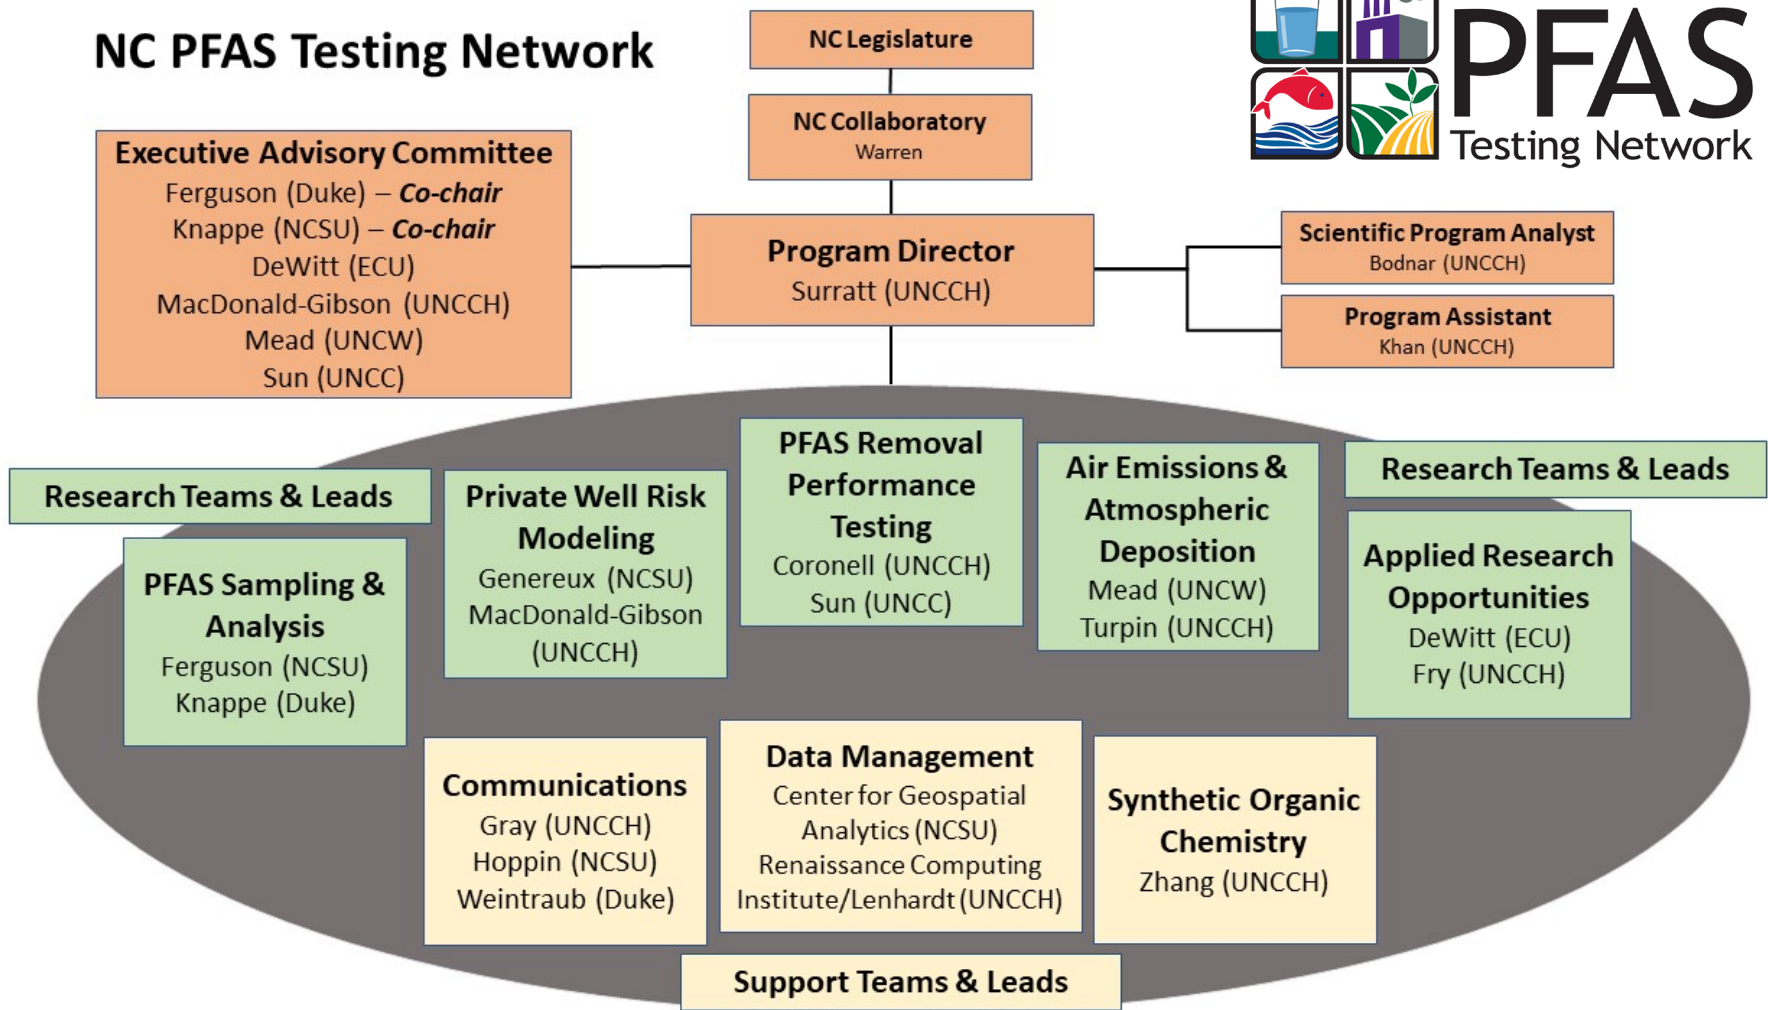 NC PFAS Testing Network
PFAS
Testing Network
NC Legislature
NC Collaboratory
Warren
Executive Advisory Committee
Ferguson (Duke) – Co-chair
Knappe (NCSU) – Co-chair
DeWitt (ECU)
MacDonald-Gibson (UNCCH)
Mead (UNCW)
Sun (UNCC)
Program Director
Surratt (UNCCH)
Scientific Program Analyst
Bodnar (UNCCH)
Program Assistant
Khan (UNCCH)
Research Teams & Leads
PFAS Sampling &
Analysis
Ferguson (NCSU)
Knappe (Duke)
Private Well Risk
Modeling
Genereux (NCSU)
MacDonald-Gibson
(UNCCH)
PFAS Removal
Performance
Testing
Coronell (UNCCH)
Sun (UNCC)
Air Emissions &
Atmospheric
Deposition
Mead (UNCW)
Turpin (UNCCH)
Research Teams & Leads
Applied Research
Opportunities
DeWitt (ECU)
Fry (UNCCH)
Communications
Gray (UNCCH)
Hoppin (NCSU)
Weintraub (Duke)
Data Management
Center for Geospatial
Analytics (NCSU)
Renaissance Computing
Institute/Lenhardt (UNCCH)
Synthetic Organic
Chemistry
Zhang (UNCCH)
Support Teams & Leads